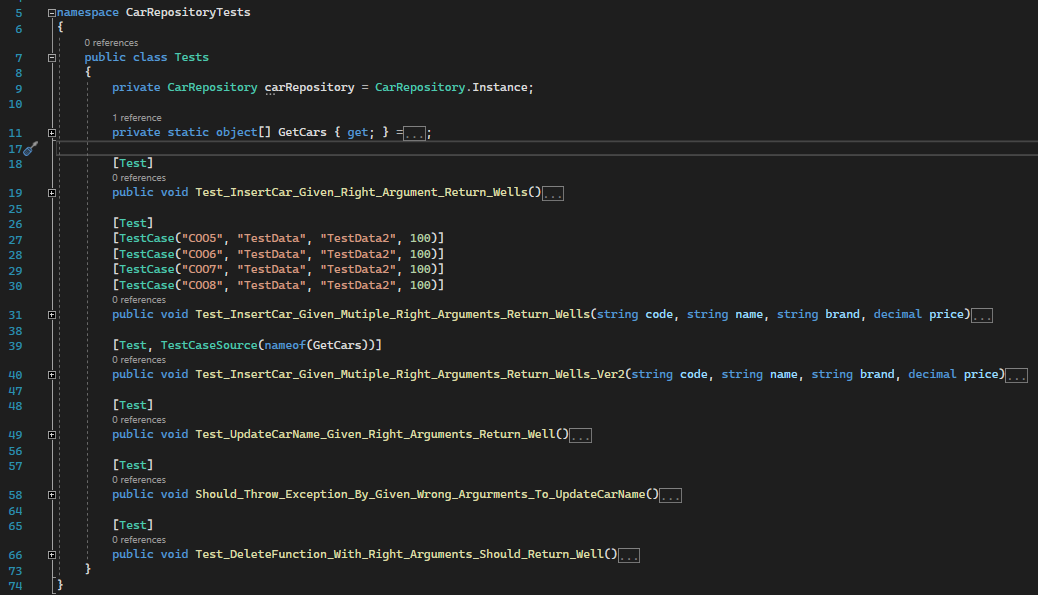 5 namespace CarRepositoryTests
6 {
0 references
7 public class Tests
8 {
9 private CarRepository carRepository = CarRepository.Instance;
10
1 reference
11 private static object[] GetCars { get; } =...;
17
18 [Test]
0 references
19 public void Test_InsertCar_Given_Right_Argument_Return_Wells()...
25
26 [Test]
27 [TestCase("COO5", "TestData", "TestData2", 100)]
28 [TestCase("COO6", "TestData", "TestData2", 100)]
29 [TestCase("COO7", "TestData", "TestData2", 100)]
30 [TestCase("COO8", "TestData", "TestData2", 100)]
0 references
31 public void Test_InsertCar_Given_Mutiple_Right_Arguments_Return_Wells(string code, string name, string brand, decimal price)...
38
39 [Test, TestCaseSource(nameof(GetCars))]
0 references
40 public void Test_InsertCar_Given_Mutiple_Right_Arguments_Return_Wells_Ver2(string code, string name, string brand, decimal price)...
47
48 [Test]
0 references
49 public void Test_UpdateCarName_Given_Right_Arguments_Return_Well()...
56
57 [Test]
0 references
58 public void Should_Throw_Exception_By_Given_Wrong_Argurments_To_UpdateCarName()...
64
65 [Test]
0 references
66 public void Test_DeleteFunction_With_Right_Arguments_Should_Return_Well()...
73 }
74 }